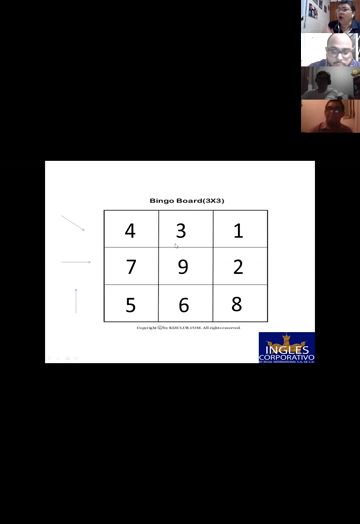 Bingo Board(3X3)
4 3 1
7 9 2
5 6 8
INGLES
CORPORATIVO